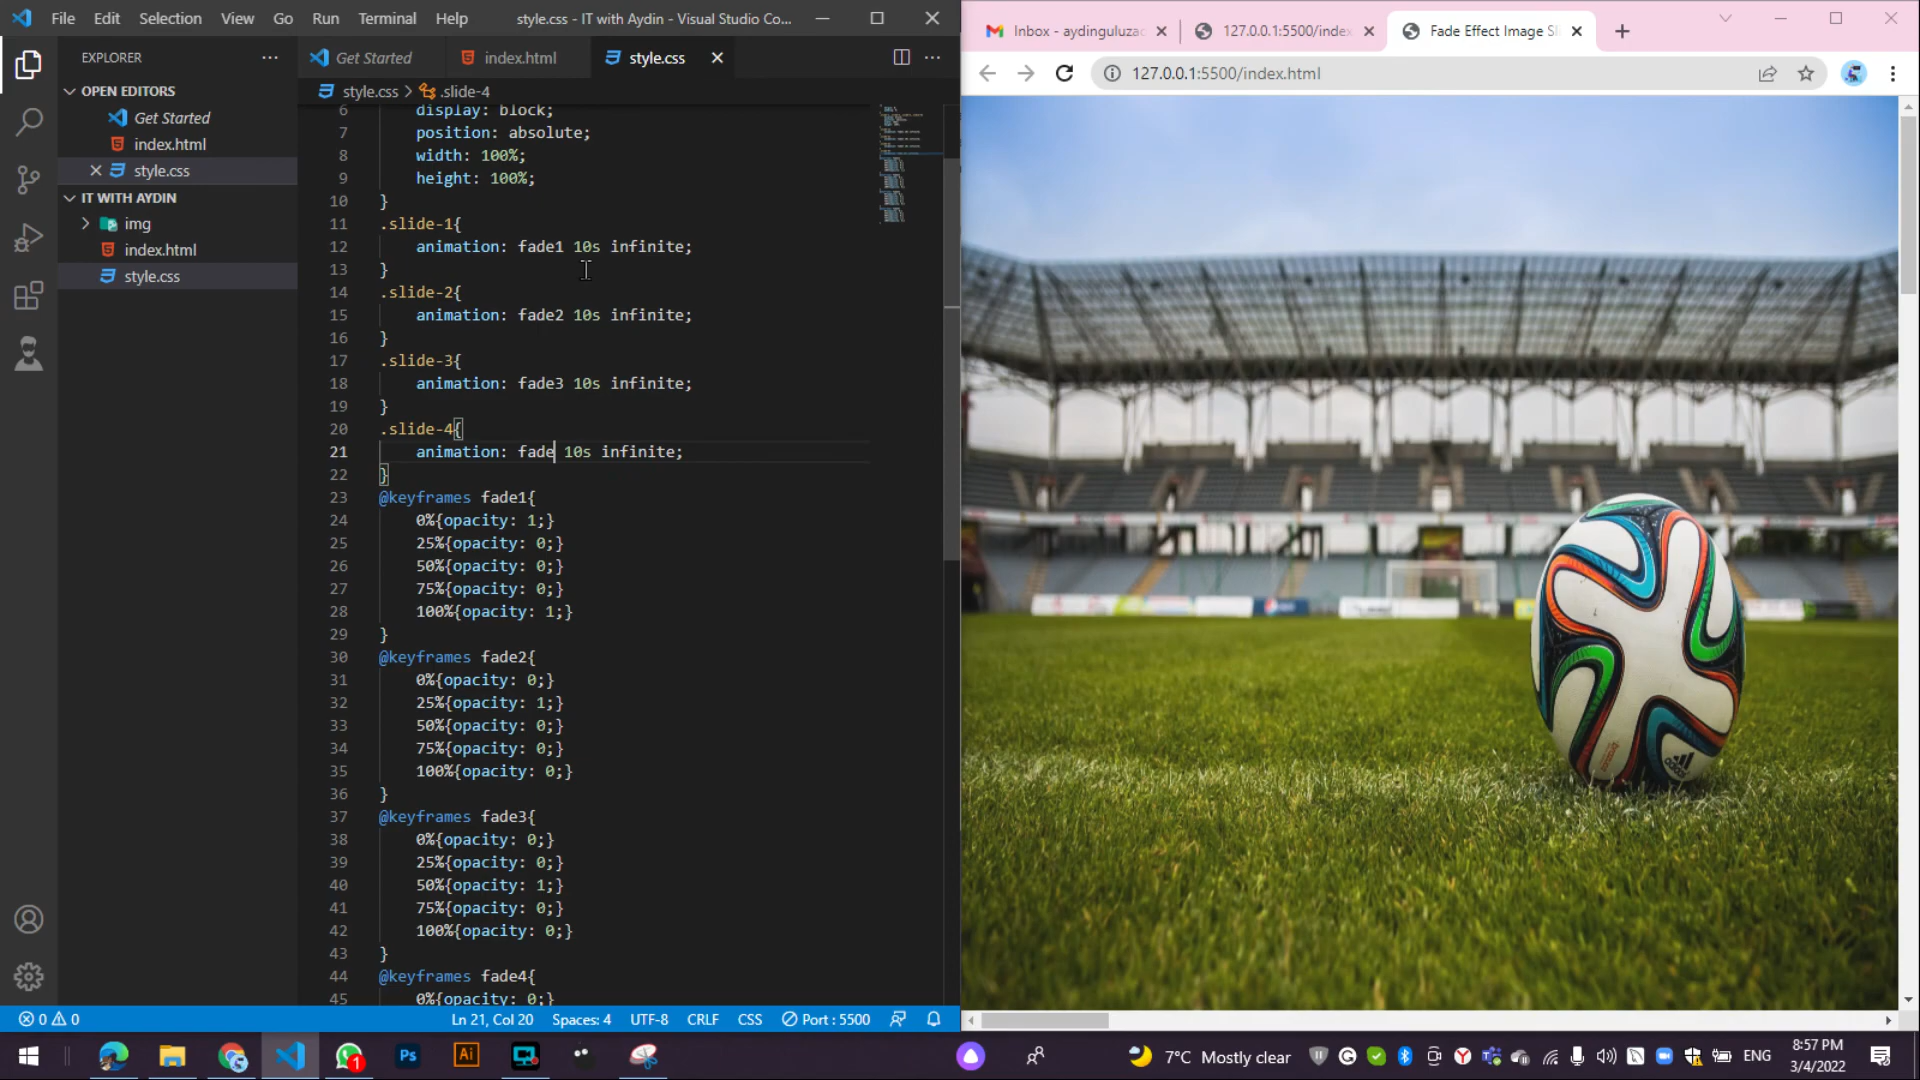 File Edit Selection View Go Run Terminal Help
style.css - IT with Aydin - Visual Studio Co...
EXPLORER
OPEN EDITORS
Get Started
index.html
style.css
IT WITH AYDIN
img
index.html
style.css
Get Started
index.html
style.css
style.css > .slide-4
6 display: block;
7 position: absolute;
8 width: 100%;
9 height: 100%;
10 }
11 .slide-1{
12 animation: fade1 10s infinite;
13 }
14 .slide-2{
15 animation: fade2 10s infinite;
16 }
17 .slide-3{
18 animation: fade3 10s infinite;
19 }
20 .slide-4{
21 animation: fade 10s infinite;
22 }
23 @keyframes fade1{
24 0%{opacity: 1;}
25 25%{opacity: 0;}
26 50%{opacity: 0;}
27 75%{opacity: 0;}
28 100%{opacity: 1;}
29 }
30 @keyframes fade2{
31 0%{opacity: 0;}
32 25%{opacity: 1;}
33 50%{opacity: 0;}
34 75%{opacity: 0;}
35 100%{opacity: 0;}
36 }
37 @keyframes fade3{
38 0%{opacity: 0;}
39 25%{opacity: 0;}
40 50%{opacity: 1;}
41 75%{opacity: 0;}
42 100%{opacity: 0;}
43 }
44 @keyframes fade4{
45 0%{opacity: 0;}
0 0
Ln 21, Col 20 Spaces: 4 UTF-8 CRLF CSS Port : 5500
Inbox - aydinguluzac
127.0.0.1:5500/index
Fade Effect Image Sl
127.0.0.1:5500/index.html
pepsi
adidas
1
Ps
Ai
7°C Mostly clear
ENG
8:57 PM
3/4/2022